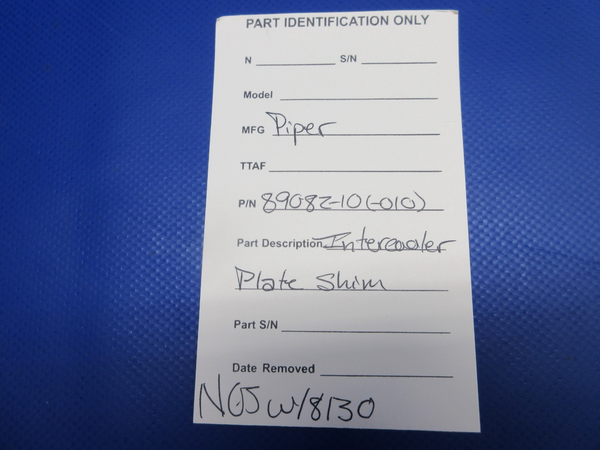 PART IDENTIFICATION ONLY
N S/N
Model
MFG Piper
TTAF
P/N 89082-10(-010)
Part Description Intercooler
Plate Shim
Part S/N
Date Removed
NOS w/8130